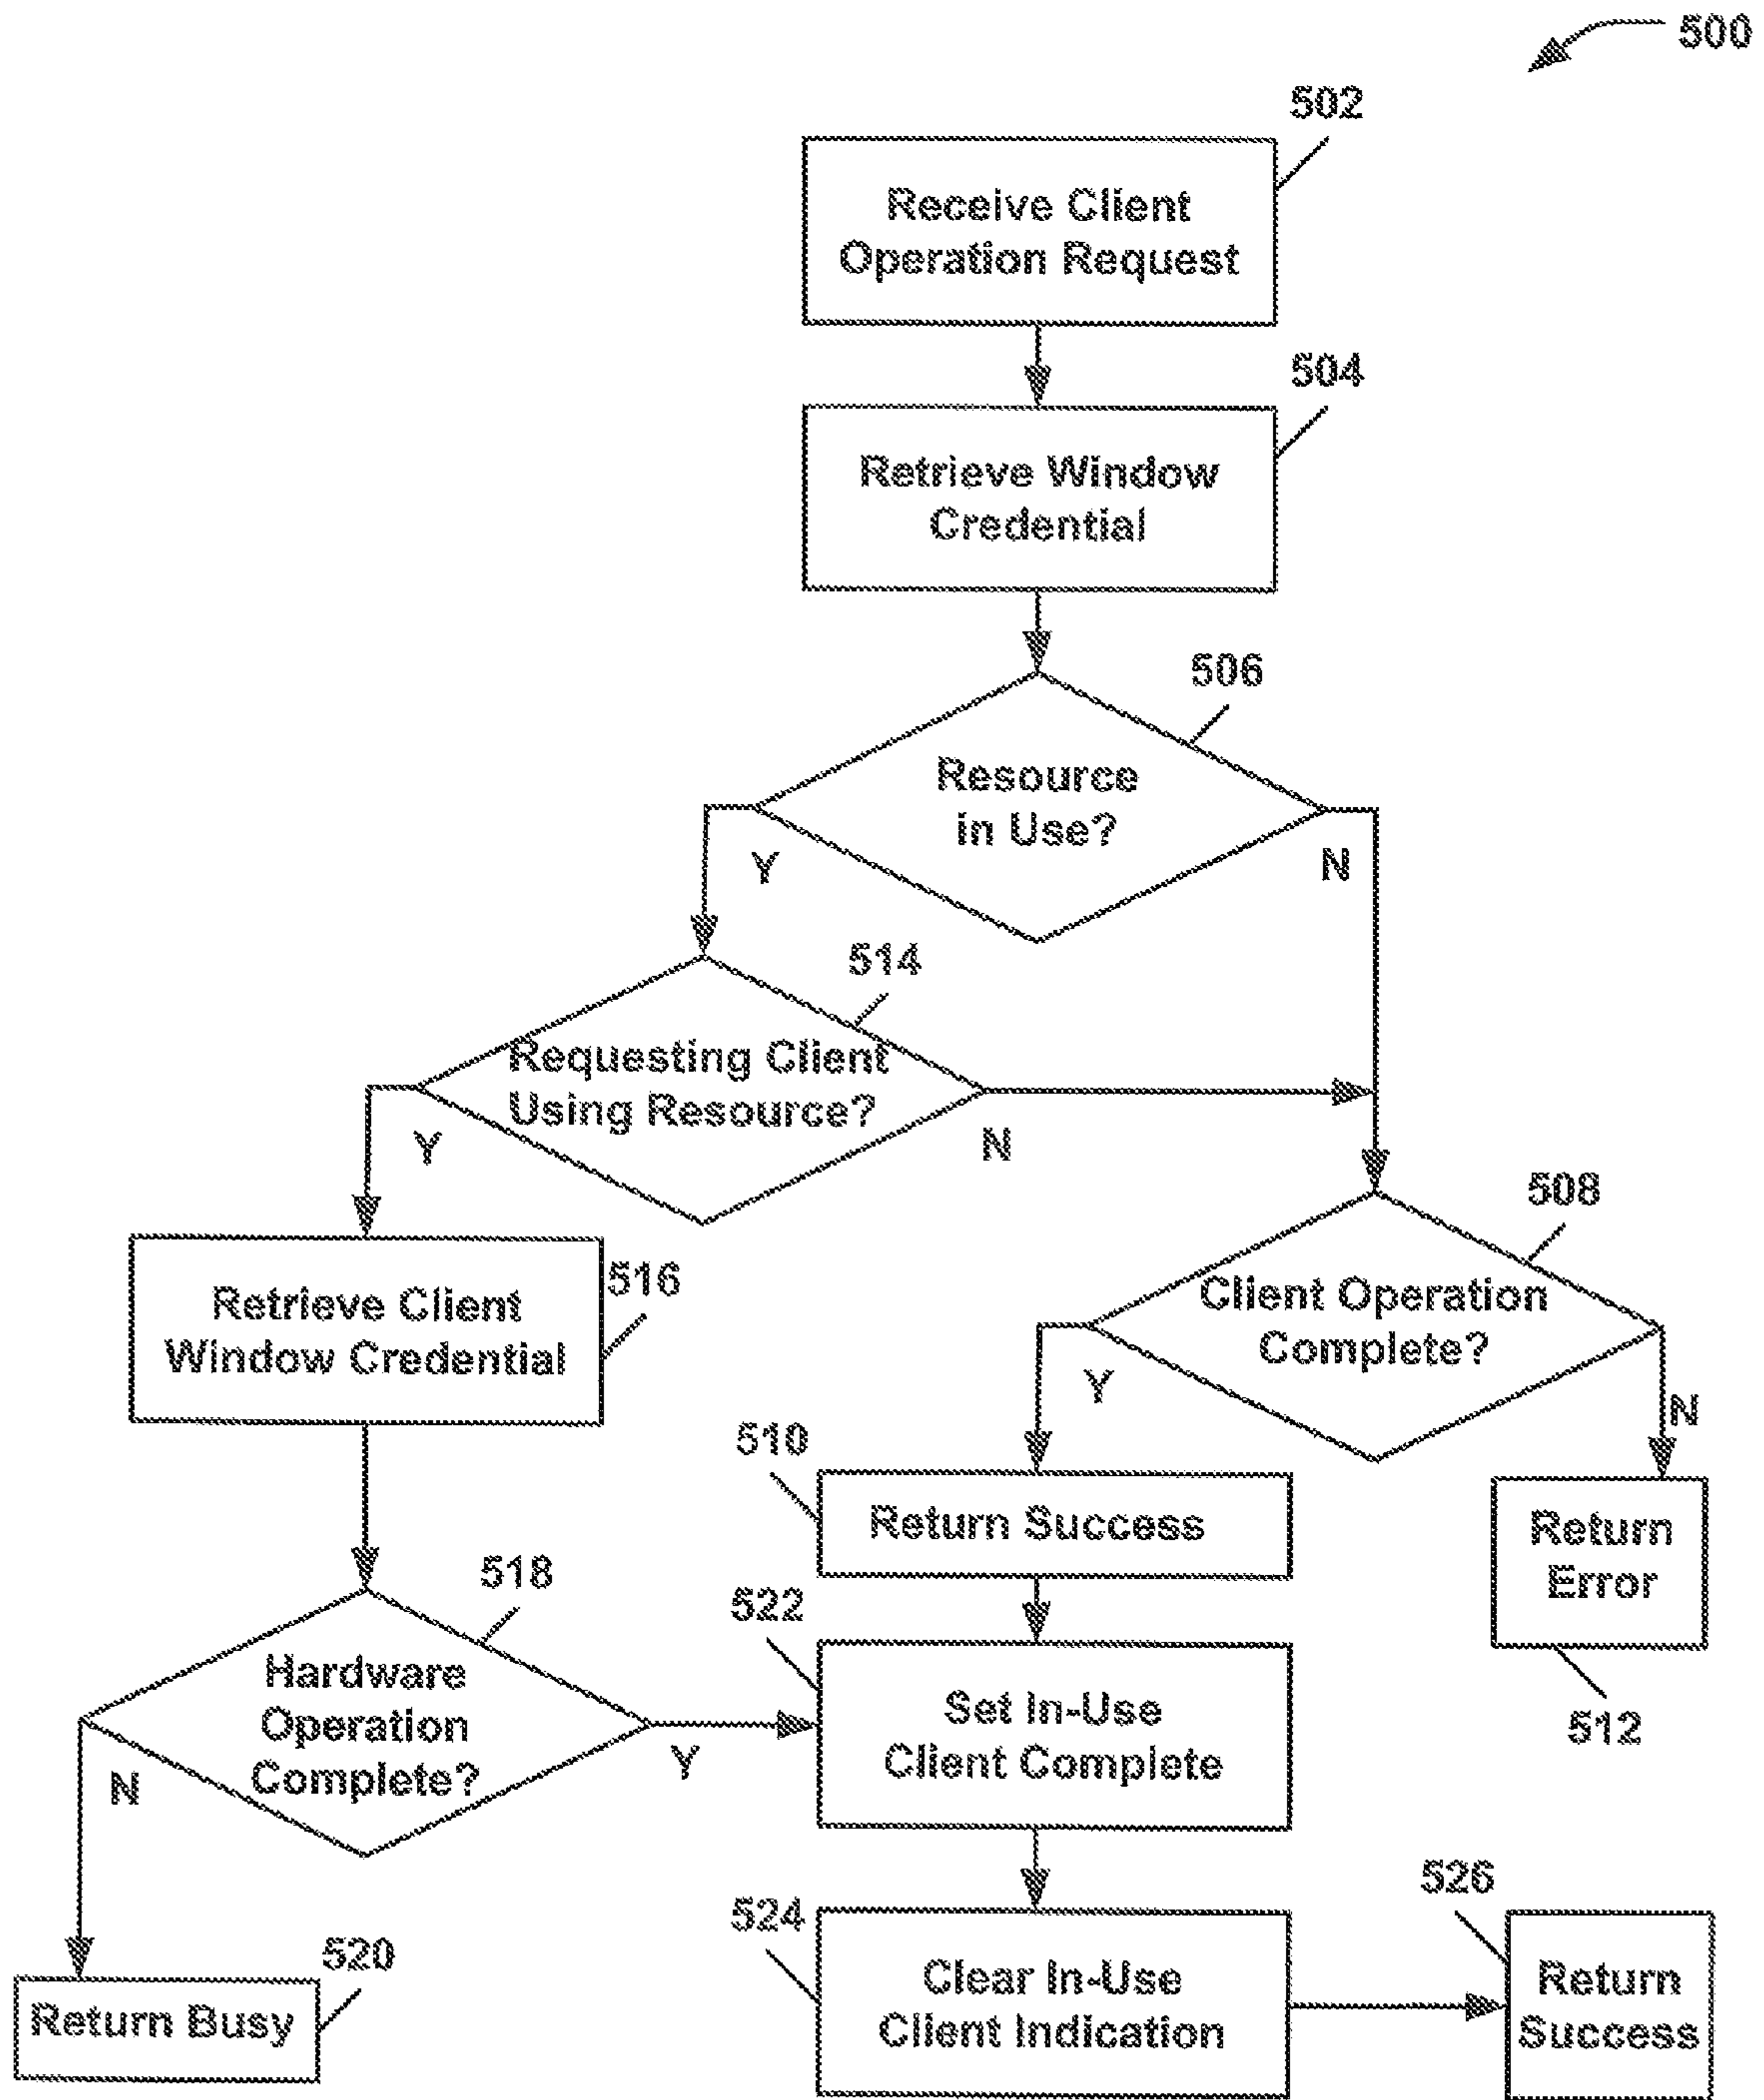 500
502
Receive Client
Operation Request
504
Retrieve Window
Credential
506
Resource
in Use?
Y
N
514
Requesting Client
Using Resource?
Y
N
508
Client Operation
Complete?
Y
N
516
Retrieve Client
Window Credential
510
Return Success
Return
Error
512
518
Hardware
Operation
Complete?
N
Y
522
Set In-Use
Client Complete
520
Return Busy
524
Clear In-Use
Client Indication
526
Return
Success